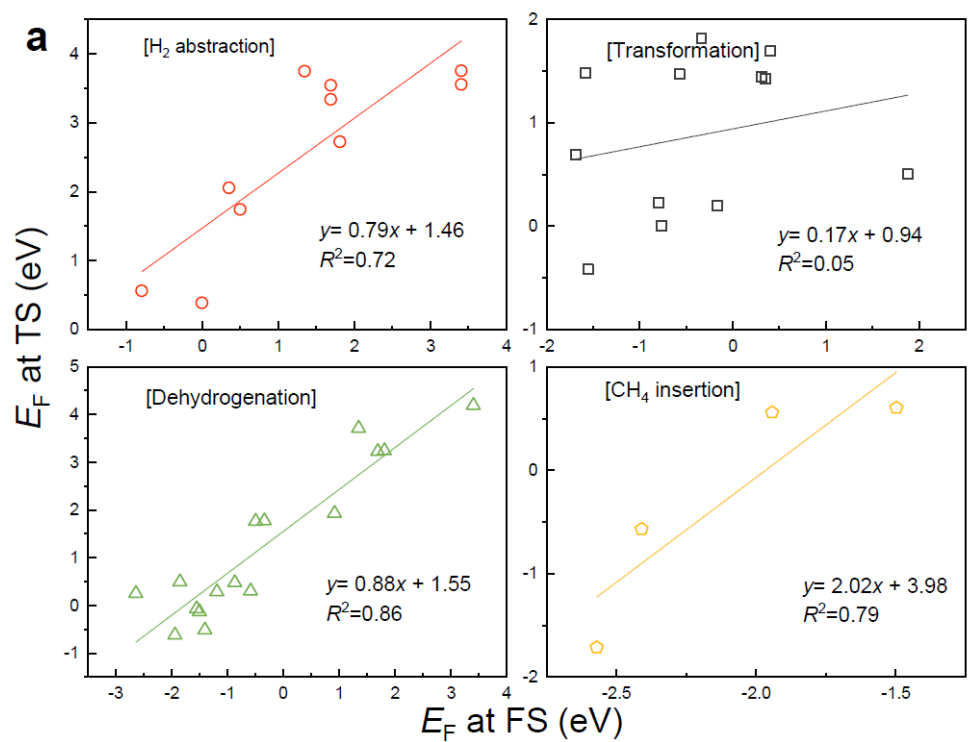 a
E_F at TS (eV)
[H₂ abstraction]
4
3
2
1
0
-1 0 1 2 3 4
y= 0.79x + 1.46
R²=0.72
[Transformation]
2
1
0
-1
-2 -1 0 1 2
y= 0.17x + 0.94
R²=0.05
[Dehydrogenation]
5
4
3
2
1
0
-1
-3 -2 -1 0 1 2 3 4
y= 0.88x + 1.55
R²=0.86
[CH₄ insertion]
1
0
-1
-2
-2.5 -2.0 -1.5
y= 2.02x + 3.98
R²=0.79
E_F at FS (eV)